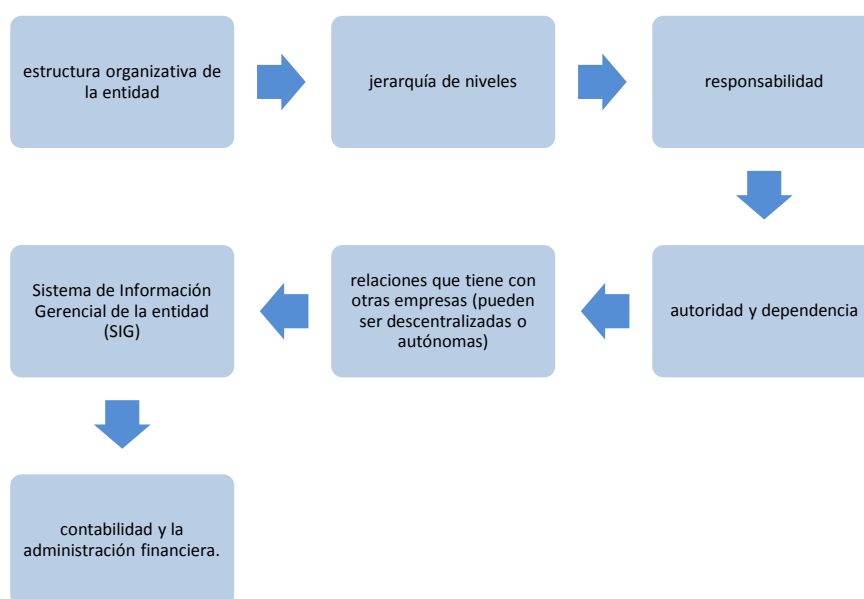 estructura organizativa de
la entidad
jerarquía de niveles
responsabilidad
autoridad y dependencia
relaciones que tiene con
otras empresas (pueden
ser descentralizadas o
autónomas)
Sistema de Información
Gerencial de la entidad
(SIG)
contabilidad y la
administración financiera.